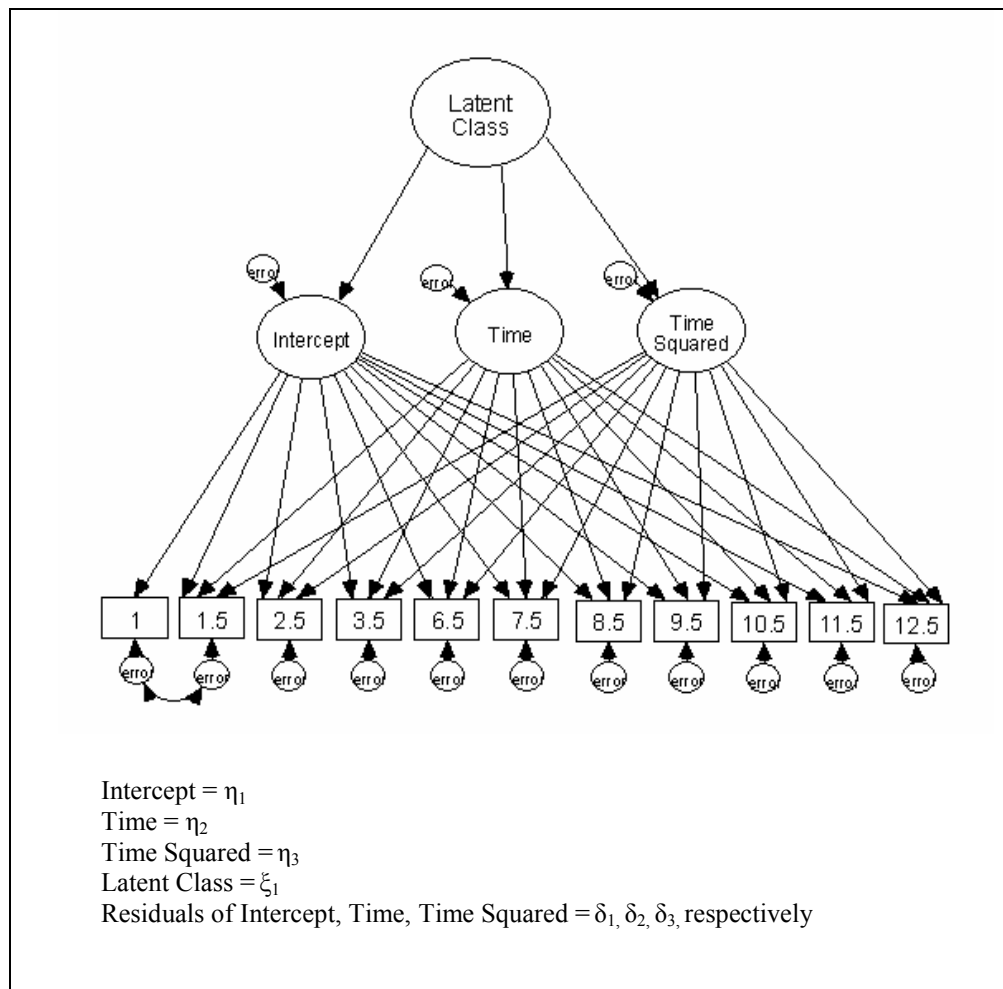 Latent
Class
error
error
error
Intercept
Time
Time
Squared
1
1.5
2.5
3.5
6.5
7.5
8.5
9.5
10.5
11.5
12.5
error
error
error
error
error
error
error
error
error
error
error
Intercept = η₁
Time = η₂
Time Squared = η₃
Latent Class = ξ₁
Residuals of Intercept, Time, Time Squared = δ₁, δ₂, δ₃, respectively